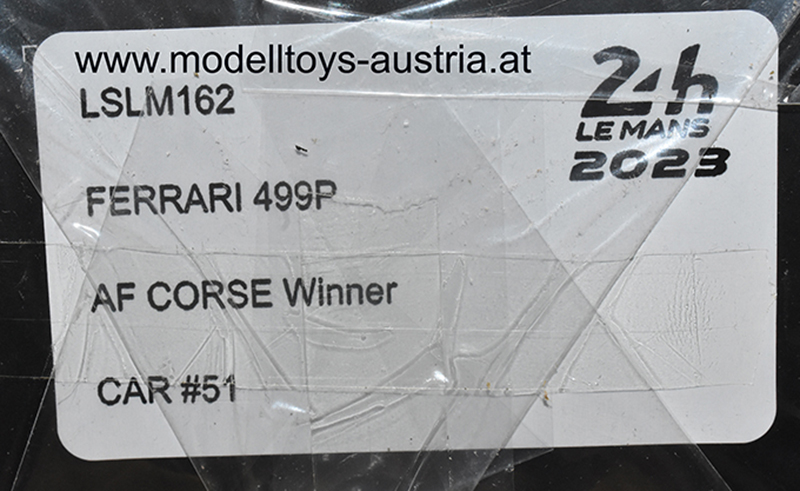 www.modelltoys-austria.at
LSLM162
24h
LE MANS
2023
FERRARI 499P
AF CORSE Winner
CAR #51